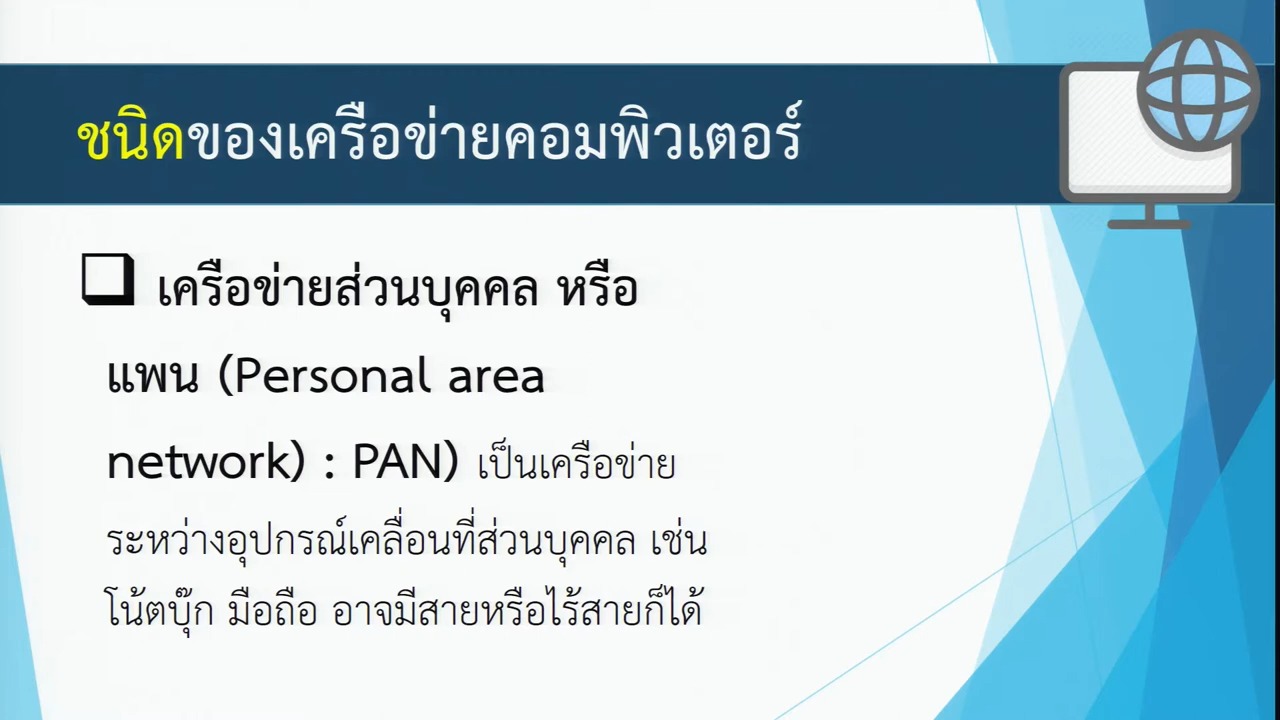 ชนิดของเครือข่ายคอมพิวเตอร์
เครือข่ายส่วนบุคคล หรือ
แพน (Personal area
network) : PAN) เป็นเครือข่าย
ระหว่างอุปกรณ์เคลื่อนที่ส่วนบุคคล เช่น
โน้ตบุ๊ก มือถือ อาจมีสายหรือไร้สายก็ได้